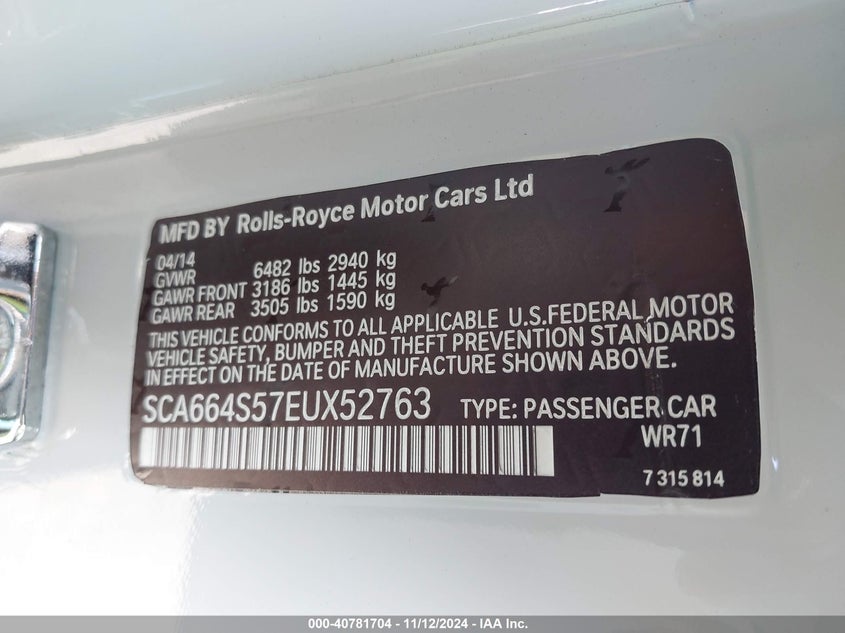 MFD BY Rolls-Royce Motor Cars Ltd
04/14
GVWR 6482 lbs 2940 kg
GAWR FRONT 3186 lbs 1445 kg
GAWR REAR 3505 lbs 1590 kg
THIS VEHICLE CONFORMS TO ALL APPLICABLE U.S.FEDERAL MOTOR
VEHICLE SAFETY, BUMPER AND THEFT PREVENTION STANDARDS
IN EFFECT ON THE DATE OF MANUFACTURE SHOWN ABOVE.
SCA664S57EUX52763 TYPE: PASSENGER CAR
WR71
7 315 814
000-40781704 - 11/12/2024 - IAA Inc.